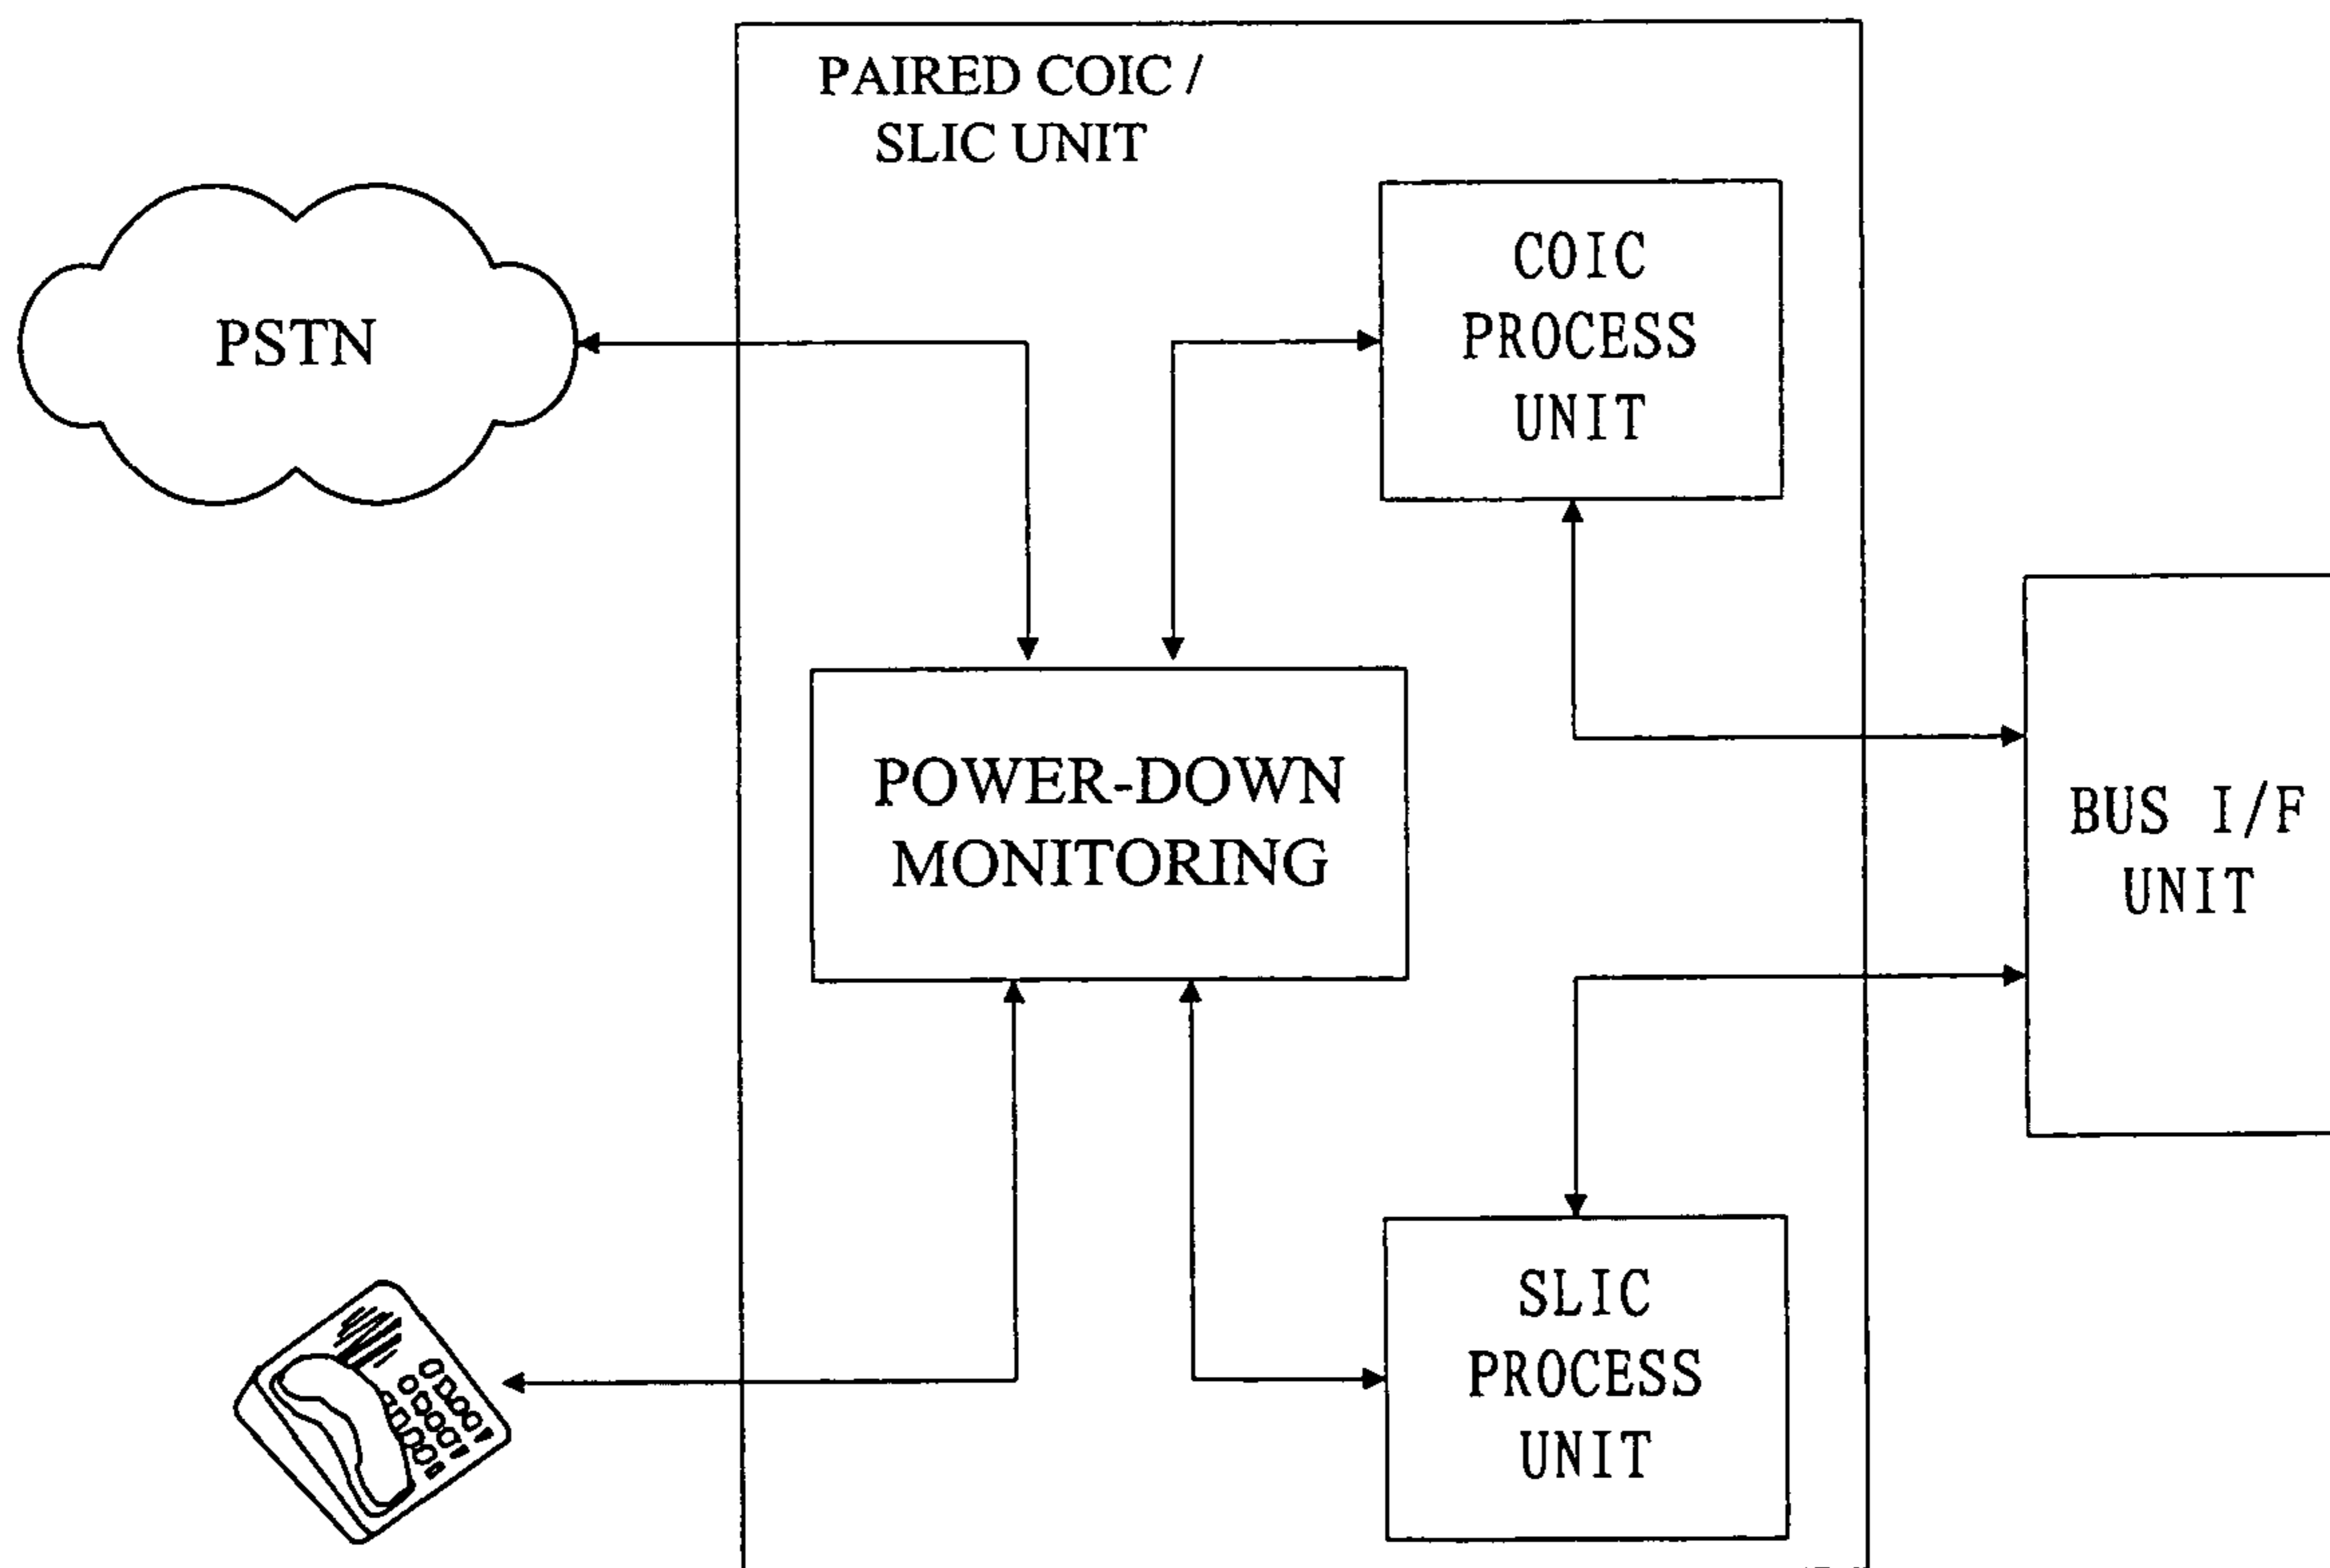 PAIRED COIC /
SLIC UNIT
PSTN
COIC
PROCESS
UNIT
POWER-DOWN
MONITORING
BUS I/F
UNIT
SLIC
PROCESS
UNIT